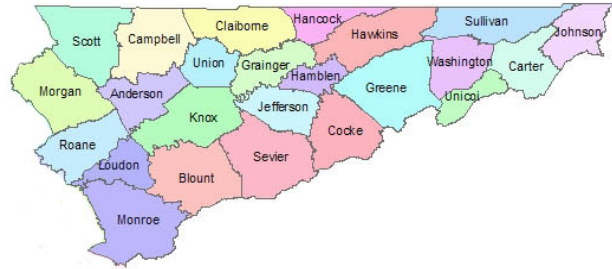 Hancock
Sullivan
Johnson
Scott
Campbell
Claiborne
Hawkins
Union
Grainger
Washington
Carter
Hamblen
Greene
Morgan
Anderson
Unicoi
Jefferson
Knox
Cocke
Roane
Loudon
Sevier
Blount
Monroe